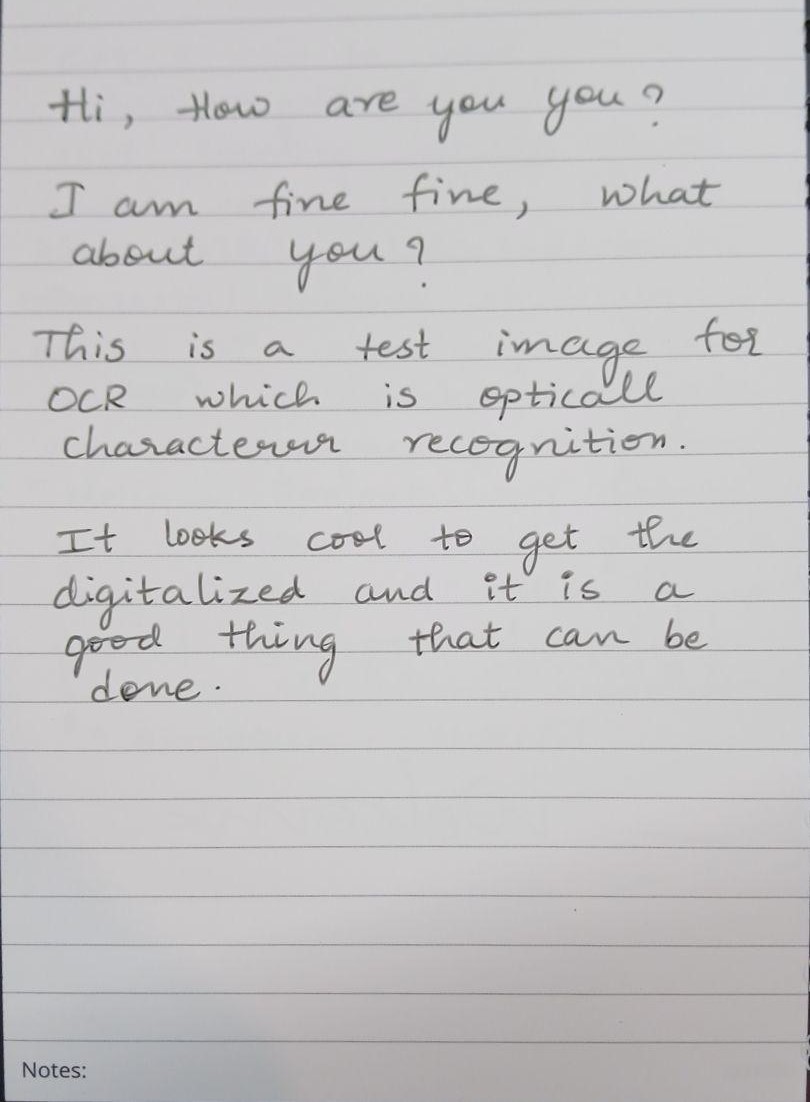 Hi, How are you you?
I am fine fine, what
about you?
This is a test image for
OCR which is opticall
characterrr recognition.
It looks cool to get the
digitalized and it is a
good thing that can be
done.
Notes: